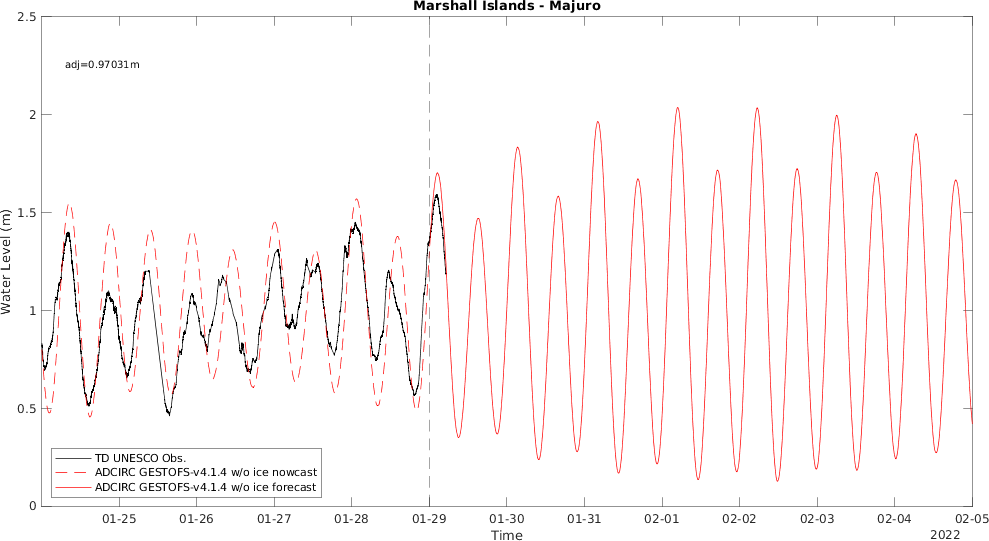 Marshall Islands - Majuro
2.5
adj=0.97031m
2
1.5
Water Level (m)
1
0.5
TD UNESCO Obs.
ADCIRC GESTOFS-v4.1.4 w/o ice nowcast
ADCIRC GESTOFS-v4.1.4 w/o ice forecast
0
01-25 01-26 01-27 01-28 01-29 01-30 01-31 02-01 02-02 02-03 02-04 02-05
Time
2022